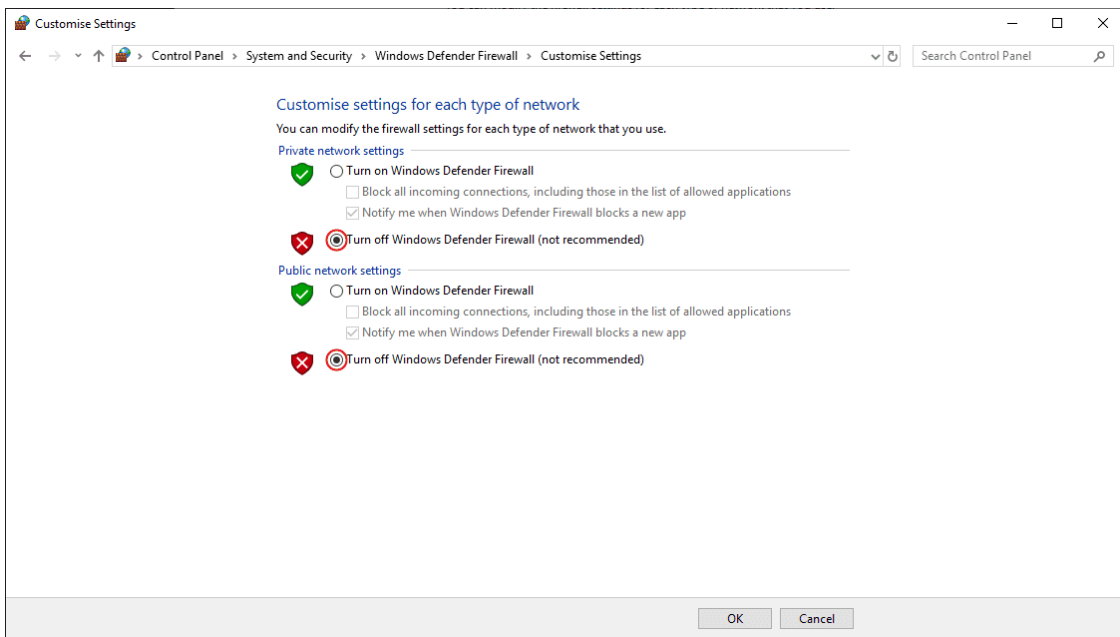 Customise Settings
Control Panel > System and Security > Windows Defender Firewall > Customise Settings
Search Control Panel
Customise settings for each type of network
You can modify the firewall settings for each type of network that you use.
Private network settings
Turn on Windows Defender Firewall
Block all incoming connections, including those in the list of allowed applications
Notify me when Windows Defender Firewall blocks a new app
Turn off Windows Defender Firewall (not recommended)
Public network settings
Turn on Windows Defender Firewall
Block all incoming connections, including those in the list of allowed applications
Notify me when Windows Defender Firewall blocks a new app
Turn off Windows Defender Firewall (not recommended)
OK
Cancel